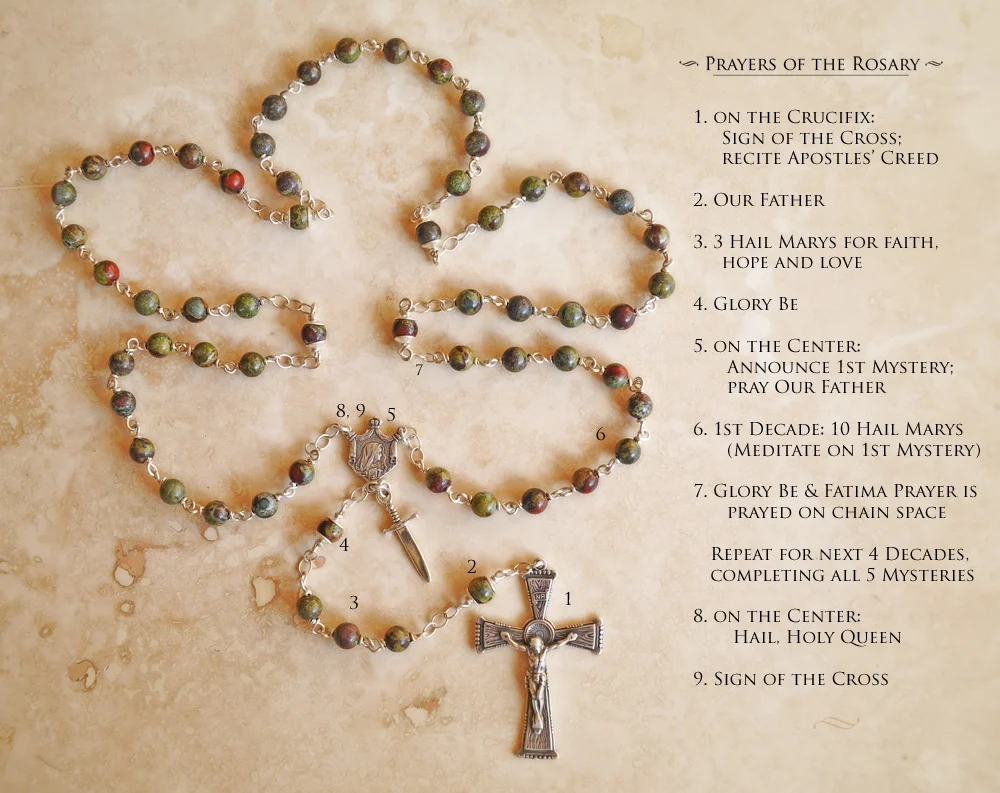 Prayers of the Rosary
1. on the Crucifix:
Sign of the Cross;
recite Apostles' Creed
2. Our Father
3. 3 Hail Marys for faith,
hope and love
4. Glory Be
5. on the Center:
Announce 1st Mystery;
pray Our Father
6. 1st Decade: 10 Hail Marys
(Meditate on 1st Mystery)
7. Glory Be & Fatima Prayer is
prayed on chain space
Repeat for next 4 Decades,
completing all 5 Mysteries
8. on the Center:
Hail, Holy Queen
9. Sign of the Cross
7
8, 9
5
6
4
2
3
1